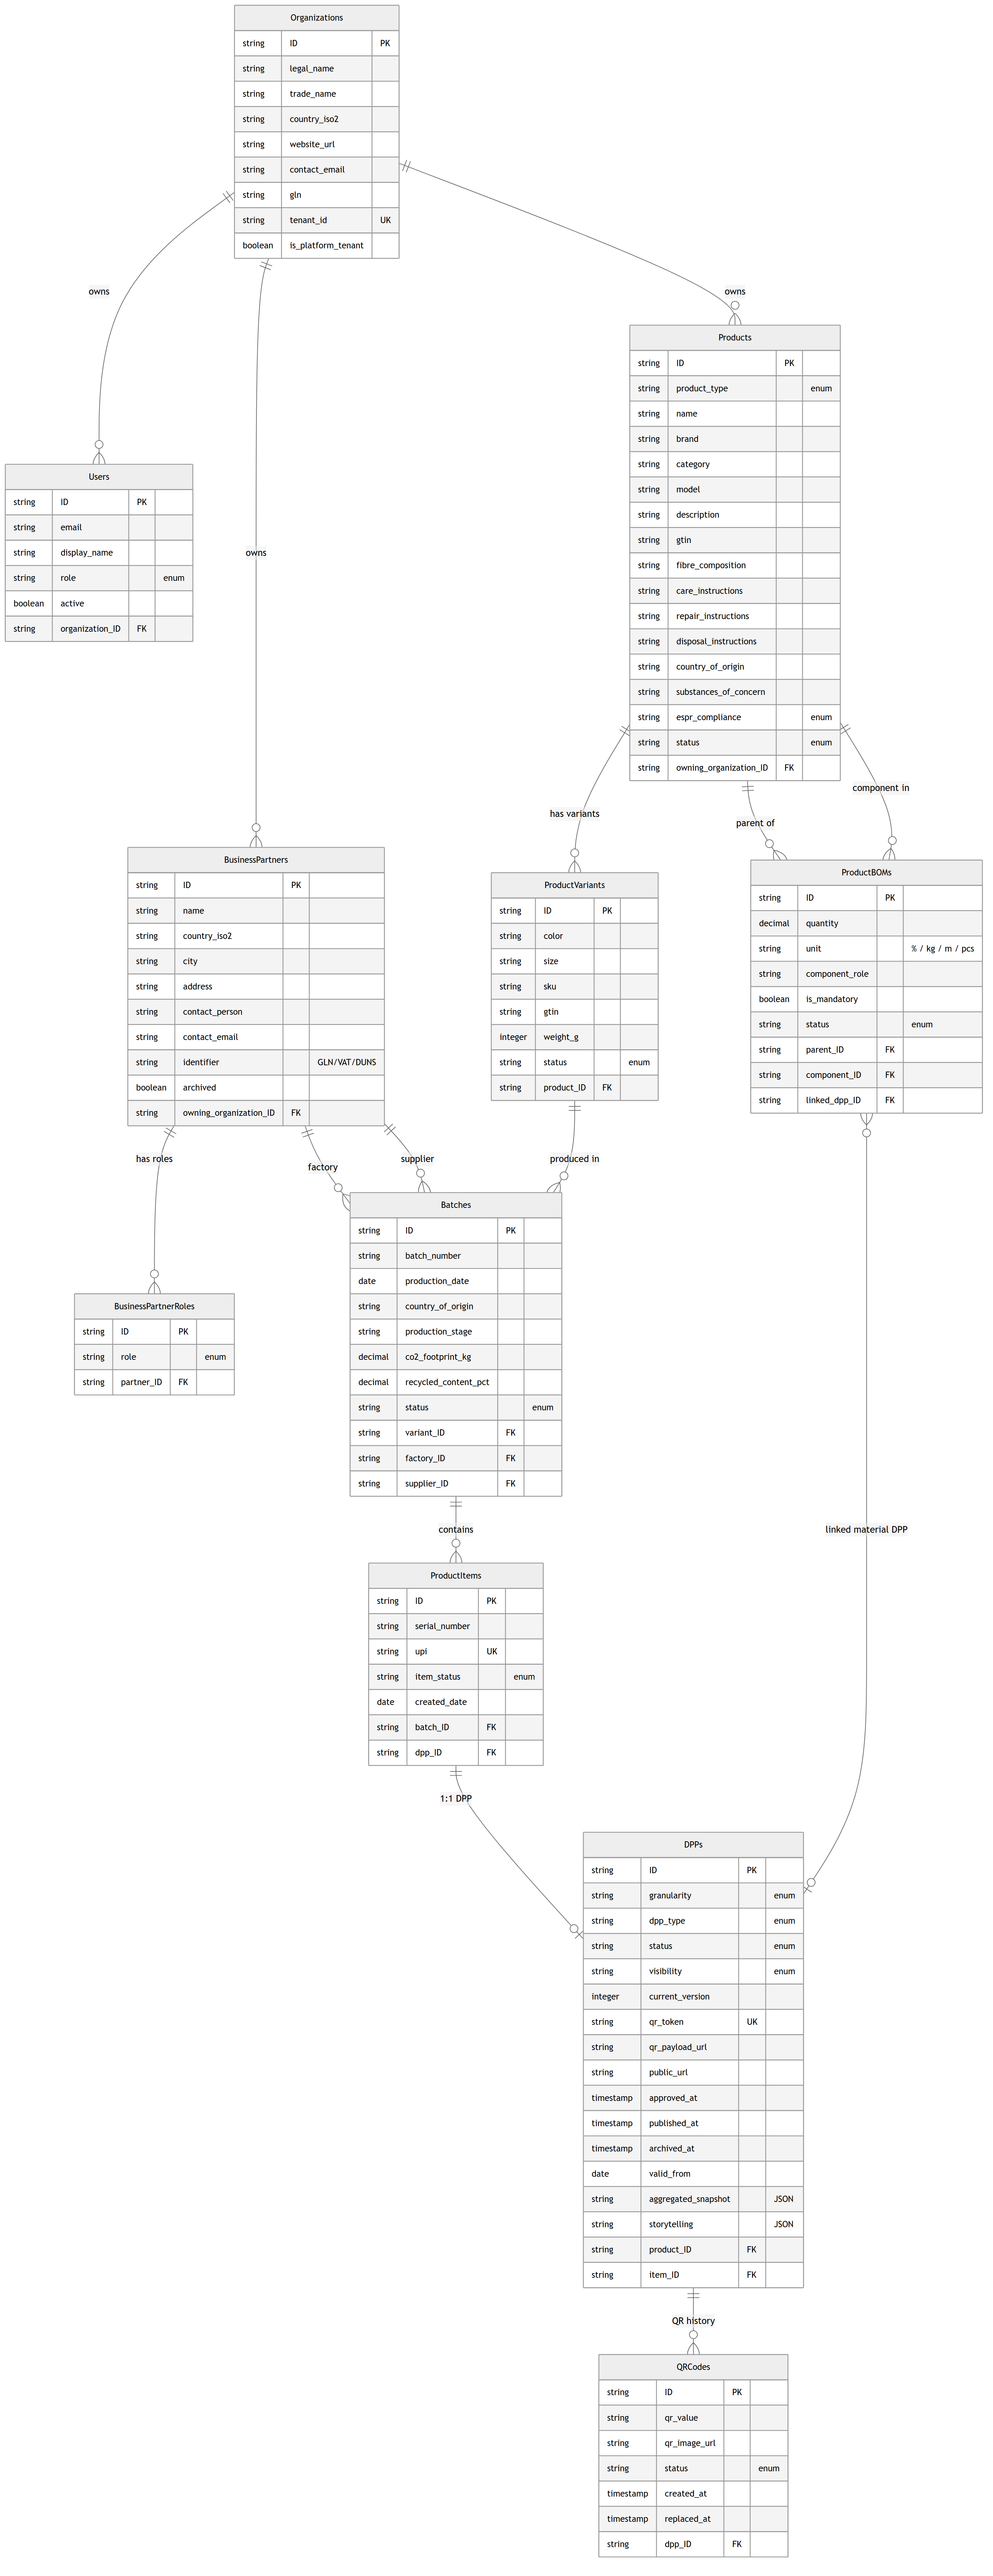 Organizations
string ID PK
string legal_name
string trade_name
string country_iso2
string website_url
string contact_email
string gln
string tenant_id UK
boolean is_platform_tenant
owns
owns
Products
string ID PK
string product_type enum
string name
string brand
string category
string model
string description
string gtin
string fibre_composition
string care_instructions
string repair_instructions
string disposal_instructions
string country_of_origin
string substances_of_concern
string espr_compliance enum
string status enum
string owning_organization_ID FK
Users
string ID PK
string email
string display_name
string role enum
boolean active
string organization_ID FK
owns
component in
has variants
parent of
BusinessPartners
string ID PK
string name
string country_iso2
string city
string address
string contact_person
string contact_email
string identifier GLN/VAT/DUNS
boolean archived
string owning_organization_ID FK
ProductVariants
string ID PK
string color
string size
string sku
string gtin
integer weight_g
string status enum
string product_ID FK
ProductBOMs
string ID PK
decimal quantity
string unit % / kg / m / pcs
string component_role
boolean is_mandatory
string status enum
string parent_ID FK
string component_ID FK
string linked_dpp_ID FK
has roles
factory
supplier
produced in
Batches
string ID PK
string batch_number
date production_date
string country_of_origin
string production_stage
decimal co2_footprint_kg
decimal recycled_content_pct
string status enum
string variant_ID FK
string factory_ID FK
string supplier_ID FK
BusinessPartnerRoles
string ID PK
string role enum
string partner_ID FK
contains
linked material DPP
ProductItems
string ID PK
string serial_number
string upi UK
string item_status enum
date created_date
string batch_ID FK
string dpp_ID FK
1:1 DPP
DPPs
string ID PK
string granularity enum
string dpp_type enum
string status enum
string visibility enum
integer current_version
string qr_token UK
string qr_payload_url
string public_url
timestamp approved_at
timestamp published_at
timestamp archived_at
date valid_from
string aggregated_snapshot JSON
string storytelling JSON
string product_ID FK
string item_ID FK
QR history
QRCodes
string ID PK
string qr_value
string qr_image_url
string status enum
timestamp created_at
timestamp replaced_at
string dpp_ID FK